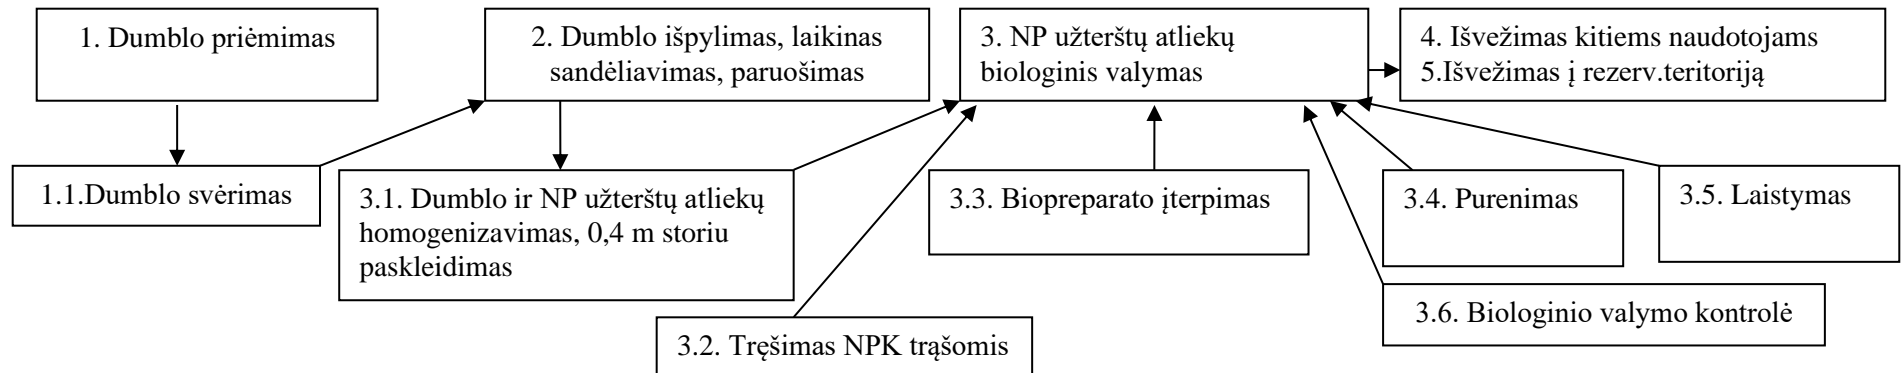 1. Dumblo priėmimas
2. Dumblo išpylimas, laikinas
sandėliavimas, paruošimas
3. NP užterštų atliekų
biologinis valymas
4. Išvežimas kitiems naudotojams
5.Išvežimas į rezerv.teritoriją
1.1.Dumblo svėrimas
3.1. Dumblo ir NP užterštų atliekų
homogenizavimas, 0,4 m storiu
paskleidimas
3.3. Biopreparato įterpimas
3.4. Purenimas
3.5. Laistymas
3.6. Biologinio valymo kontrolė
3.2. Tręšimas NPK trąšomis